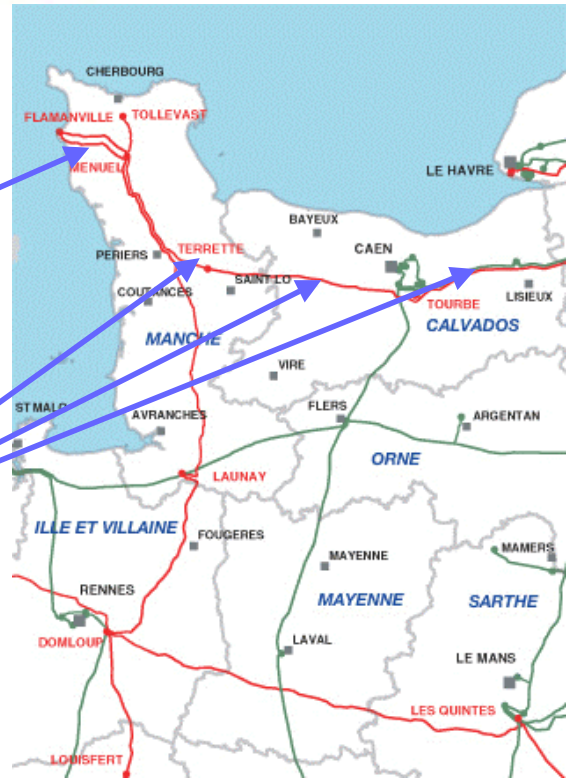 CHERBOURG
FLAMANVILLE
TOLLEVAST
MENUEL
LE HAVRE
BAYEUX
PERIERS
TERRETTE
CAEN
SAINT LO
COUTANCES
TOURBE
LISIEUX
MANCHE
CALVADOS
VIRE
ST MALO
AVRANCHES
FLERS
ARGENTAN
ORNE
LAUNAY
ILLE ET VILLAINE
FOUGERES
MAYENNE
MAMERS
RENNES
MAYENNE
SARTHE
DOMLOUP
LAVAL
LE MANS
LES QUINTES
LOUISFERT